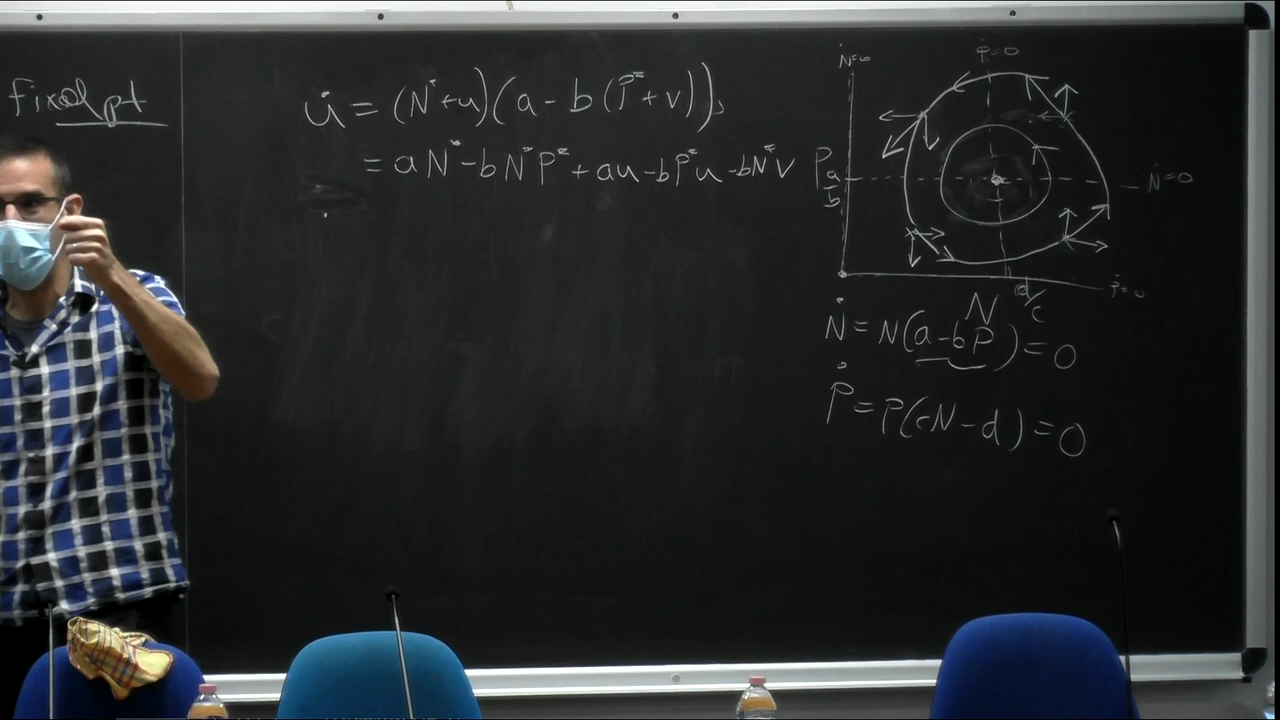 fixed pt
u̇ = (N*+u)(a - b(P*+v)),
= aN* - bN*P* + au - bP*u - bN*v
Ṅ=0
Ṗ=0
P
a/b
Ṅ=0
d/c
Ṗ=0
N
Ṅ = N(a-bP) = 0
Ṗ = P(cN-d) = 0